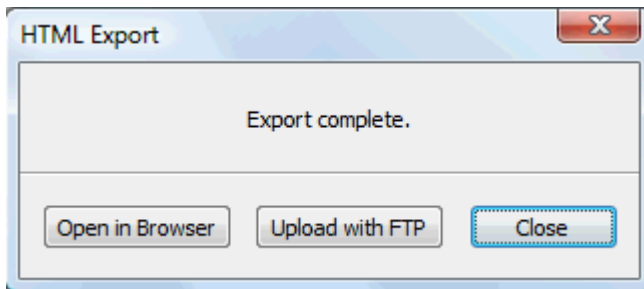 HTML Export
Export complete.
Open in Browser Upload with FTP Close